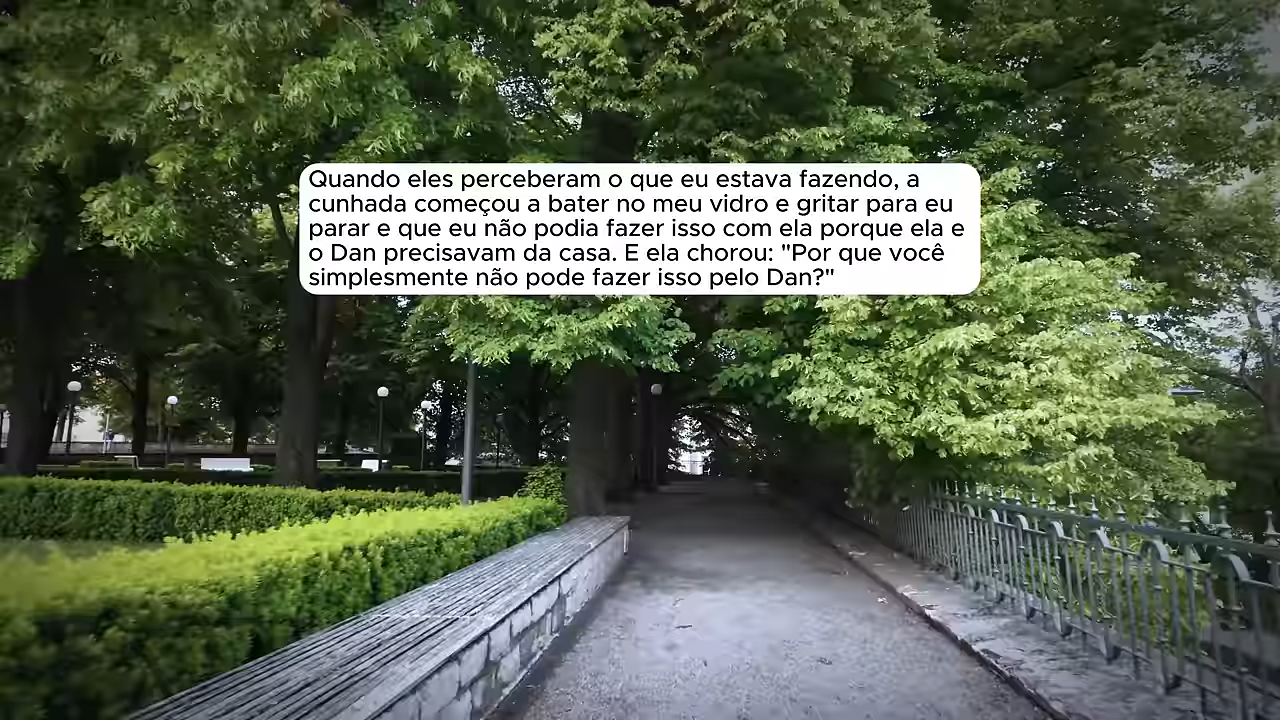 Quando eles perceberam o que eu estava fazendo, a
cunhada começou a bater no meu vidro e gritar para eu
parar e que eu não podia fazer isso com ela porque ela e
o Dan precisavam da casa. E ela chorou: "Por que você
simplesmente não pode fazer isso pelo Dan?"